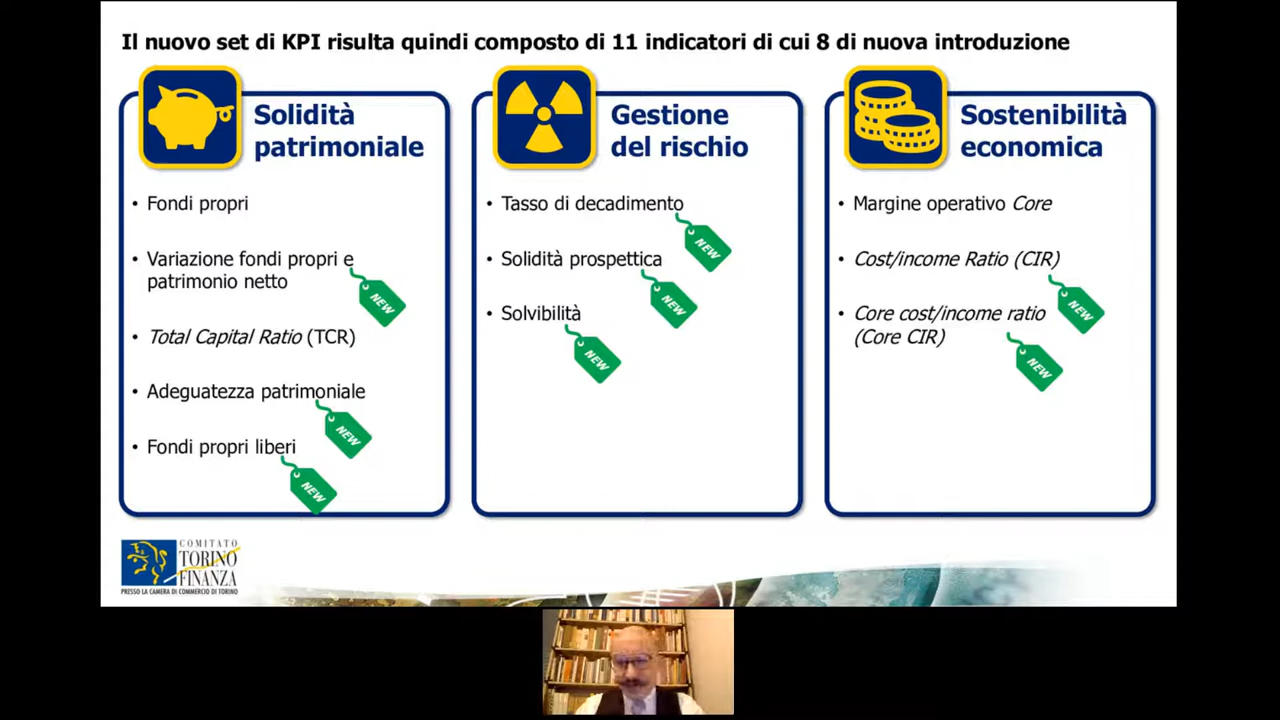 Il nuovo set di KPI risulta quindi composto di 11 indicatori di cui 8 di nuova introduzione
Solidità
patrimoniale
• Fondi propri
• Variazione fondi propri e
patrimonio netto
NEW
• Total Capital Ratio (TCR)
• Adeguatezza patrimoniale
NEW
• Fondi propri liberi
NEW
Gestione
del rischio
• Tasso di decadimento
NEW
• Solidità prospettica
NEW
• Solvibilità
NEW
Sostenibilità
economica
• Margine operativo Core
• Cost/income Ratio (CIR)
NEW
• Core cost/income ratio
(Core CIR)
NEW
COMITATO
TORINO
FINANZA
PRESSO LA CAMERA DI COMMERCIO DI TORINO